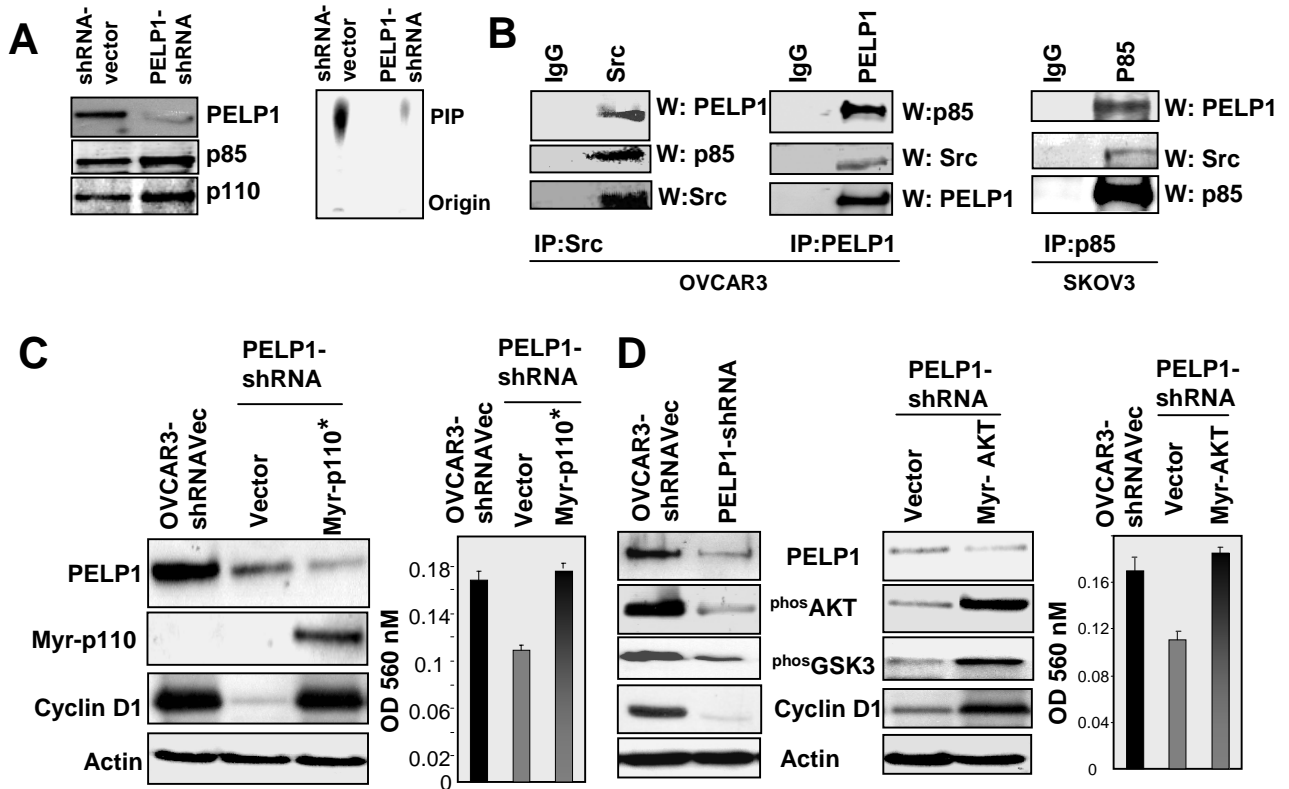 A
shRNA-
vector
PELP1-
shRNA
PELP1
p85
p110
shRNA-
vector
PELP1-
shRNA
PIP
Origin
B
IgG
Src
W: PELP1
W: p85
W:Src
IP:Src
IgG
PELP1
W:p85
W: Src
W: PELP1
IP:PELP1
OVCAR3
IgG
P85
W: PELP1
W: Src
W: p85
IP:p85
SKOV3
C
OVCAR3-
shRNAVec
PELP1-
shRNA
Vector
Myr-p110*
PELP1
Myr-p110
Cyclin D1
Actin
OVCAR3-
shRNAVec
PELP1-
shRNA
Vector
Myr-p110*
OD 560 nM
0.18
0.14
0.1
0.06
0.02
0
D
OVCAR3-
shRNAVec
PELP1-shRNA
PELP1-
shRNA
Vector
Myr- AKT
PELP1
phosAKT
phosGSK3
Cyclin D1
Actin
OVCAR3-
shRNAVec
PELP1-
shRNA
Vector
Myr-AKT
OD 560 nM
0.16
0.12
0.08
0.04
0